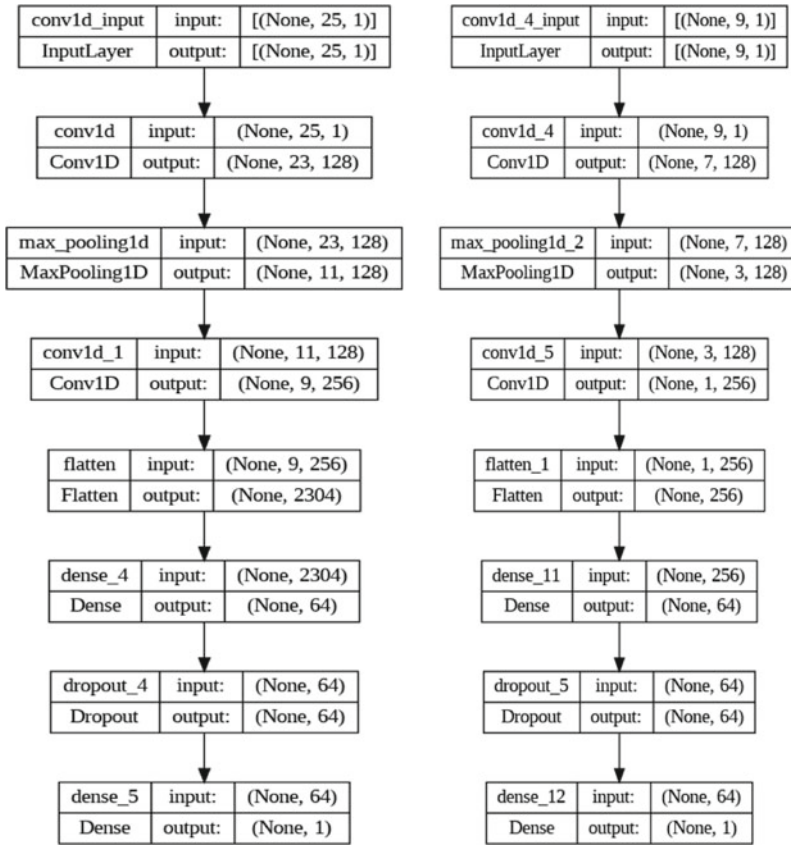 conv1d_input input: [(None, 25, 1)]
InputLayer output: [(None, 25, 1)]
conv1d input: (None, 25, 1)
Conv1D output: (None, 23, 128)
max_pooling1d input: (None, 23, 128)
MaxPooling1D output: (None, 11, 128)
conv1d_1 input: (None, 11, 128)
Conv1D output: (None, 9, 256)
flatten input: (None, 9, 256)
Flatten output: (None, 2304)
dense_4 input: (None, 2304)
Dense output: (None, 64)
dropout_4 input: (None, 64)
Dropout output: (None, 64)
dense_5 input: (None, 64)
Dense output: (None, 1)
conv1d_4_input input: [(None, 9, 1)]
InputLayer output: [(None, 9, 1)]
conv1d_4 input: (None, 9, 1)
Conv1D output: (None, 7, 128)
max_pooling1d_2 input: (None, 7, 128)
MaxPooling1D output: (None, 3, 128)
conv1d_5 input: (None, 3, 128)
Conv1D output: (None, 1, 256)
flatten_1 input: (None, 1, 256)
Flatten output: (None, 256)
dense_11 input: (None, 256)
Dense output: (None, 64)
dropout_5 input: (None, 64)
Dropout output: (None, 64)
dense_12 input: (None, 64)
Dense output: (None, 1)